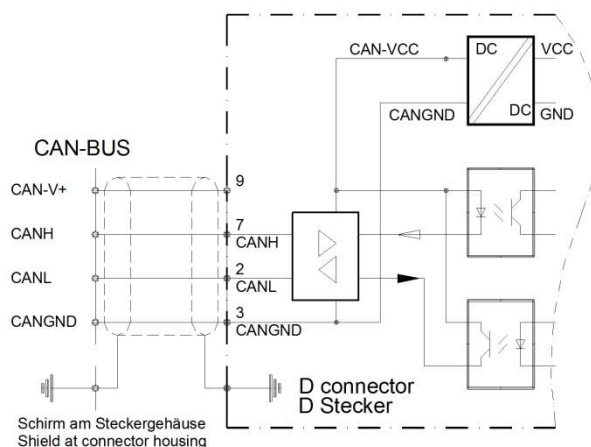 CAN-VCC
DC
VCC
CANGND
DC
GND
CAN-BUS
CAN-V+
9
CANH
7
CANH
CANL
2
CANL
CANGND
3
CANGND
D connector
D Stecker
Schirm am Steckergehäuse
Shield at connector housing